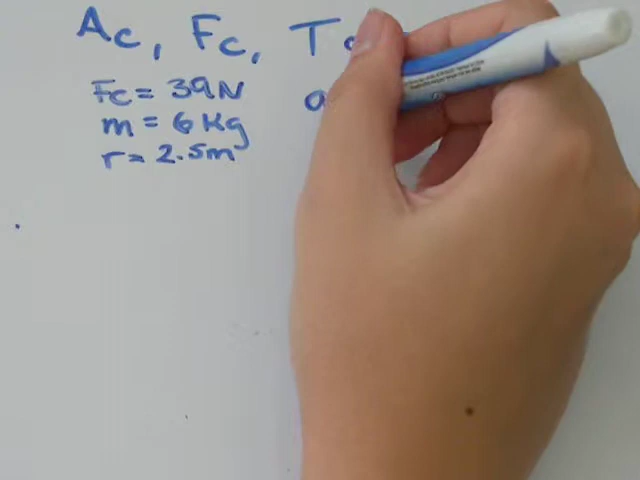 Ac, Fc, T
Fc = 39N
m = 6 Kg
r = 2.5m